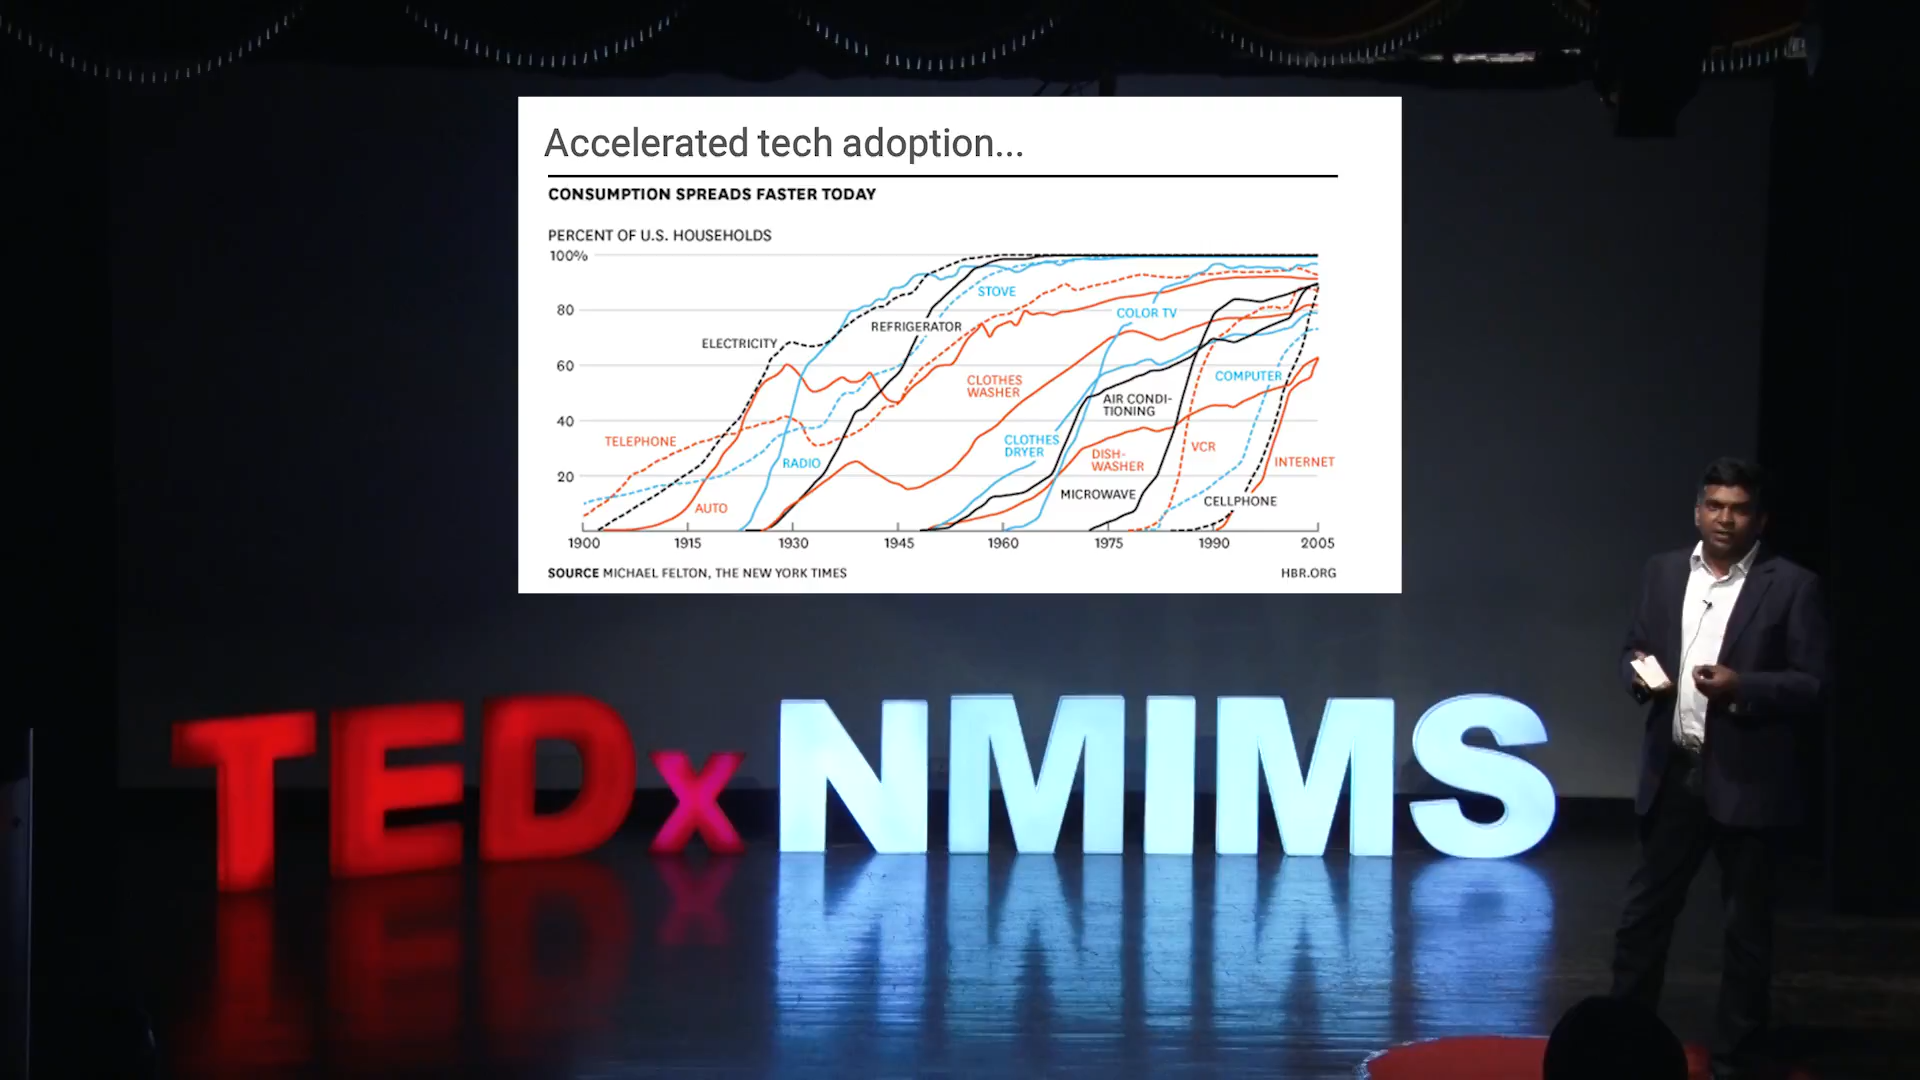 Accelerated tech adoption...
CONSUMPTION SPREADS FASTER TODAY
PERCENT OF U.S. HOUSEHOLDS
100%
80
60
40
20
STOVE
COLOR TV
REFRIGERATOR
ELECTRICITY
CLOTHES
WASHER
COMPUTER
AIR CONDI-
TIONING
TELEPHONE
CLOTHES
DRYER
VCR
RADIO
DISH-
WASHER
INTERNET
MICROWAVE
CELLPHONE
AUTO
1900 1915 1930 1945 1960 1975 1990 2005
SOURCE MICHAEL FELTON, THE NEW YORK TIMES
HBR.ORG
TEDx NMIMS